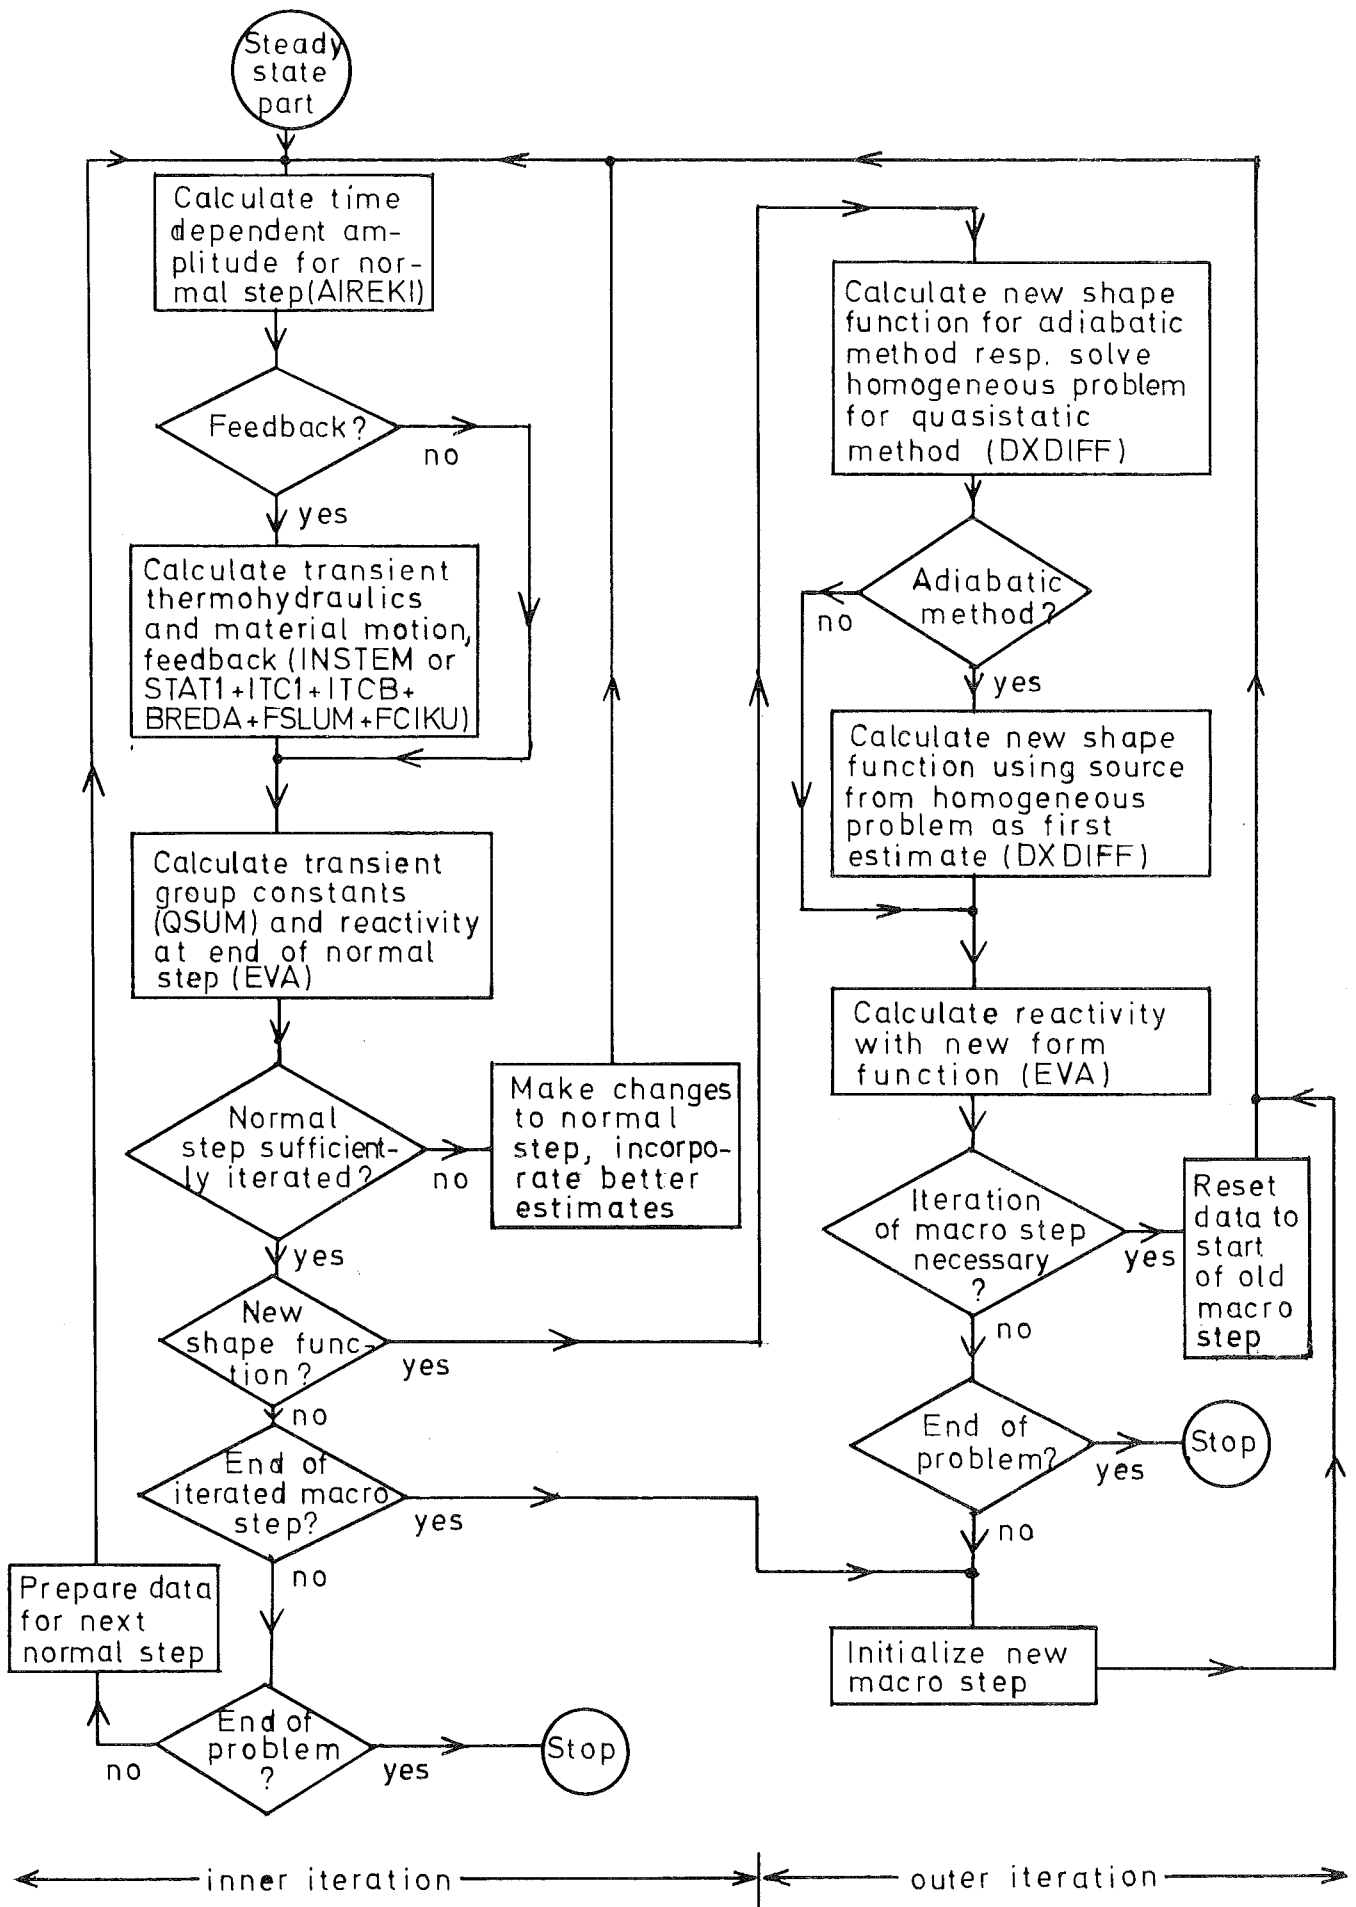 Steady
state
part
Calculate time
dependent am-
plitude for nor-
mal step(AIREKI)
Feedback?
no
yes
Calculate transient
thermohydraulics
and material motion,
feedback (INSTEM or
STAT1+ITC1+ITCB+
BREDA+FSLUM+FCIKU)
Calculate transient
group constants
(QSUM) and reactivity
at end of normal
step (EVA)
Normal
step sufficient-
ly iterated?
no
Make changes
to normal
step, incorpo-
rate better
estimates
yes
New
shape func-
tion?
yes
no
End of
iterated macro
step?
yes
no
Prepare data
for next
normal step
End of
problem
?
no
yes
Stop
Calculate new shape
function for adiabatic
method resp. solve
homogeneous problem
for quasistatic
method (DXDIFF)
Adiabatic
method?
no
yes
Calculate new shape
function using source
from homogeneous
problem as first
estimate (DXDIFF)
Calculate reactivity
with new form
function (EVA)
Iteration
of macro step
necessary
?
yes
Reset
data to
start
of old
macro
step
no
End of
problem?
yes
Stop
no
Initialize new
macro step
inner iteration
outer iteration